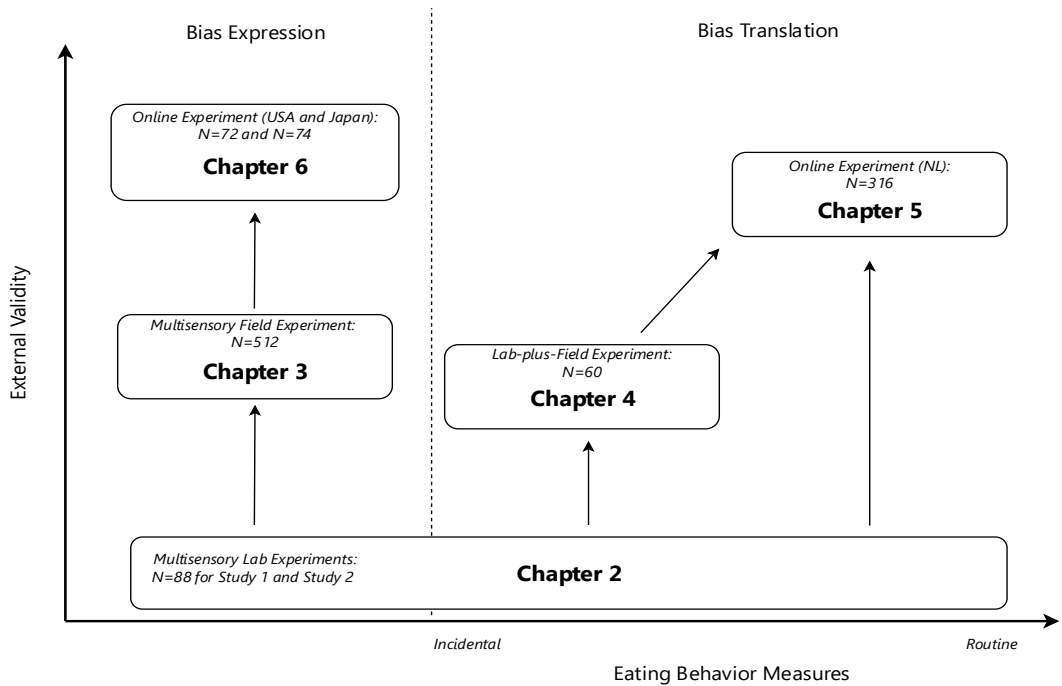 Bias Expression
Bias Translation
Online Experiment (USA and Japan):
N=72 and N=74
Chapter 6
Online Experiment (NL):
N=316
Chapter 5
External Validity
Multisensory Field Experiment:
N=512
Chapter 3
Lab-plus-Field Experiment:
N=60
Chapter 4
Multisensory Lab Experiments:
N=88 for Study 1 and Study 2
Chapter 2
Incidental
Routine
Eating Behavior Measures